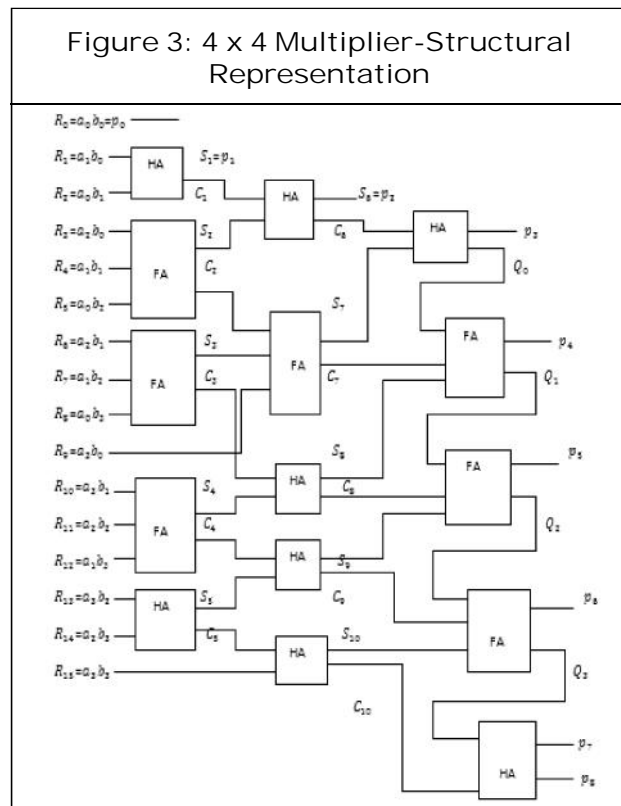 Figure 3: 4 x 4 Multiplier-Structural
Representation
R₀=a₀b₀=p₀
R₁=a₁b₀
HA
S₁=p₁
R₂=a₀b₁
C₁
HA
S₆=p₂
R₃=a₂b₀
S₂
C₆
HA
p₃
R₄=a₁b₁
FA
C₂
Q₀
R₅=a₀b₂
S₇
R₆=a₂b₁
S₃
FA
p₄
R₇=a₁b₂
FA
C₃
FA
C₇
Q₁
R₈=a₀b₃
R₉=a₃b₀
S₈
FA
p₅
R₁₀=a₃b₁
S₄
HA
C₈
R₁₁=a₂b₂
FA
C₄
Q₂
R₁₂=a₁b₃
HA
S₉
R₁₃=a₃b₂
HA
S₅
C₉
p₆
R₁₄=a₂b₃
C₅
S₁₀
HA
FA
R₁₅=a₃b₃
Q₃
C₁₀
p₇
HA
p₈